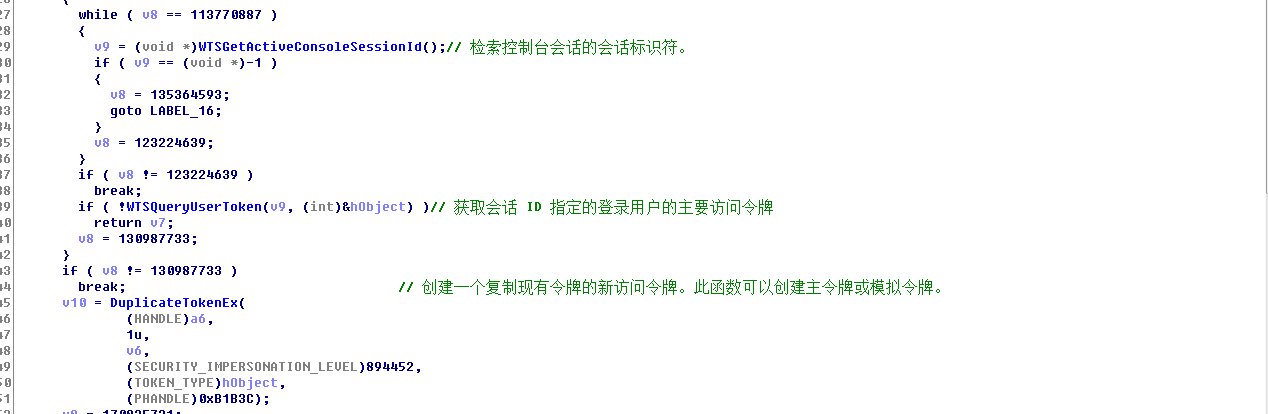 27 while ( v8 == 113770887 )
28 {
29 v9 = (void *)WTSGetActiveConsoleSessionId();// 检索控制台会话的会话标识符。
30 if ( v9 == (void *)-1 )
31 {
32 v8 = 135364593;
33 goto LABEL_16;
34 }
35 v8 = 123224639;
36 }
37 if ( v8 != 123224639 )
38 break;
39 if ( !WTSQueryUserToken(v9, (int)&hObject) )// 获取会话 ID 指定的登录用户的主要访问令牌
40 return v7;
41 v8 = 130987733;
42 }
43 if ( v8 != 130987733 )
44 break; // 创建一个复制现有令牌的新访问令牌。此函数可以创建主令牌或模拟令牌。
45 v10 = DuplicateTokenEx(
46 (HANDLE)a6,
47 1u,
48 v6,
49 (SECURITY_IMPERSONATION_LEVEL)894452,
50 (TOKEN_TYPE)hObject,
51 (PHANDLE)0xB1B3C);